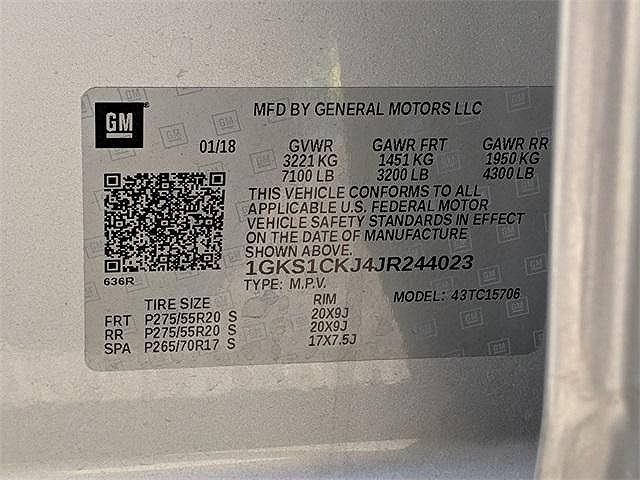 GM
MFD BY GENERAL MOTORS LLC
01/18 GVWR GAWR FRT GAWR RR
3221 KG 1451 KG 1950 KG
7100 LB 3200 LB 4300 LB
THIS VEHICLE CONFORMS TO ALL
APPLICABLE U.S. FEDERAL MOTOR
VEHICLE SAFETY STANDARDS IN EFFECT
ON THE DATE OF MANUFACTURE
SHOWN ABOVE.
1GKS1CKJ4JR244023
636R
TYPE: M.P.V. MODEL: 43TC15706
TIRE SIZE RIM
FRT P275/55R20 S 20X9J
RR P275/55R20 S 20X9J
SPA P265/70R17 S 17X7.5J